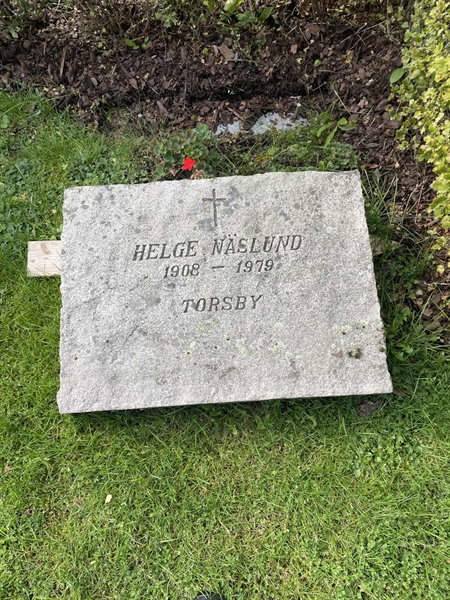 HELGE NÄSLUND
1908 – 1979
TORSBY